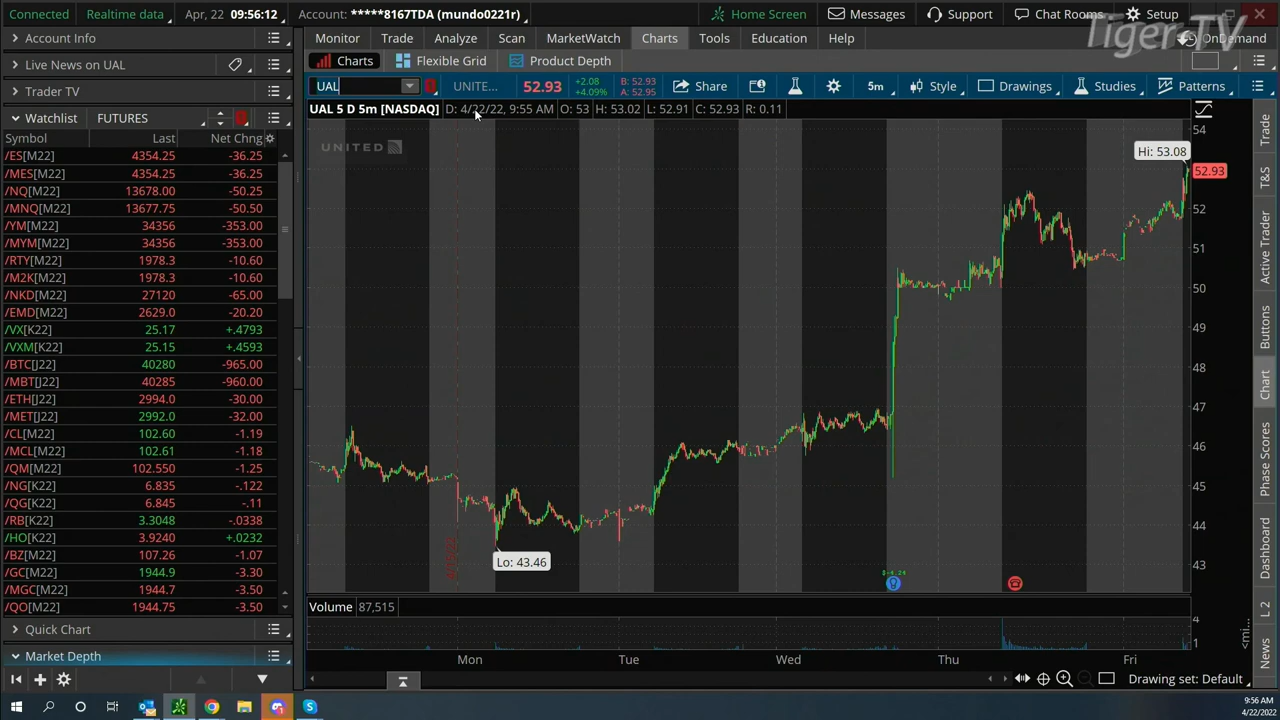 Connected Realtime data Apr, 22 09:56:12 Account: *****8167TDA (mundo0221r) Home Screen Messages Support Chat Rooms Setup
Tiger-TV
OnDemand
Account Info
Live News on UAL
Trader TV
Watchlist FUTURES
Symbol Last Net Chng
/ES[M22] 4354.25 -36.25
/MES[M22] 4354.25 -36.25
/NQ[M22] 13678.00 -50.25
/MNQ[M22] 13677.75 -50.50
/YM[M22] 34356 -353.00
/MYM[M22] 34356 -353.00
/RTY[M22] 1978.3 -10.60
/M2K[M22] 1978.3 -10.60
/NKD[M22] 27120 -65.00
/EMD[M22] 2629.0 -20.20
/VX[K22] 25.17 +.4793
/VXM[K22] 25.15 +.4593
/BTC[J22] 40280 -965.00
/MBT[J22] 40285 -960.00
/ETH[J22] 2994.0 -30.00
/MET[J22] 2992.0 -32.00
/CL[M22] 102.60 -1.19
/MCL[M22] 102.61 -1.18
/QM[M22] 102.550 -1.25
/NG[K22] 6.835 -.122
/QG[K22] 6.845 -.11
/RB[K22] 3.3048 -.0338
/HO[K22] 3.9240 +.0232
/BZ[M22] 107.26 -1.07
/GC[M22] 1944.9 -3.30
/MGC[M22] 1944.7 -3.50
/QO[M22] 1944.75 -3.50
Quick Chart
Market Depth
Monitor Trade Analyze Scan MarketWatch Charts Tools Education Help
Charts Flexible Grid Product Depth
UAL UNITE... 52.93 +2.08 +4.09% B: 52.93 A: 52.95 Share 5m Style Drawings Studies Patterns
UAL 5 D 5m [NASDAQ] D: 4/22/22, 9:55 AM O: 53 H: 53.02 L: 52.91 C: 52.93 R: 0.11
UNITED
Hi: 53.08
52.93
Lo: 43.46
54
52
51
50
49
48
47
46
45
44
43
Volume 87,515
4
1
<mi...
Mon Tue Wed Thu Fri
Drawing set: Default
Trade
T&S
Active Trader
Buttons
Chart
Phase Scores
Dashboard
L 2
News
9:56 AM
4/22/2022